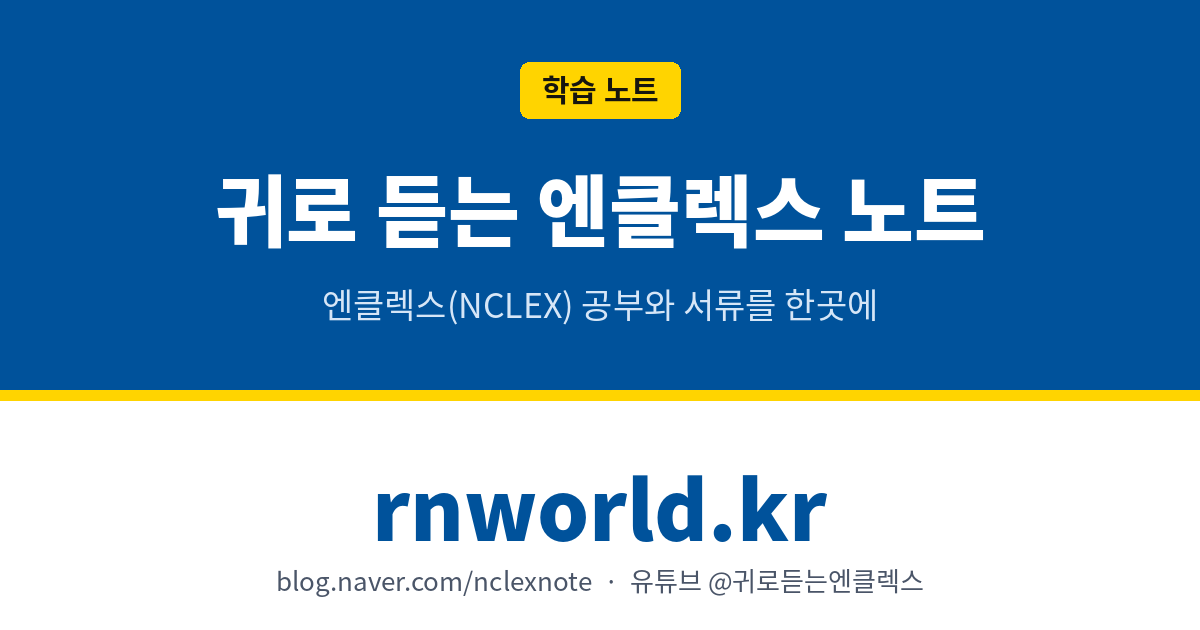 학습 노트
귀로 듣는 엔클렉스 노트
엔클렉스(NCLEX) 공부와 서류를 한곳에
rnworld.kr
blog.naver.com/nclexnote · 유튜브 @귀로듣는엔클렉스